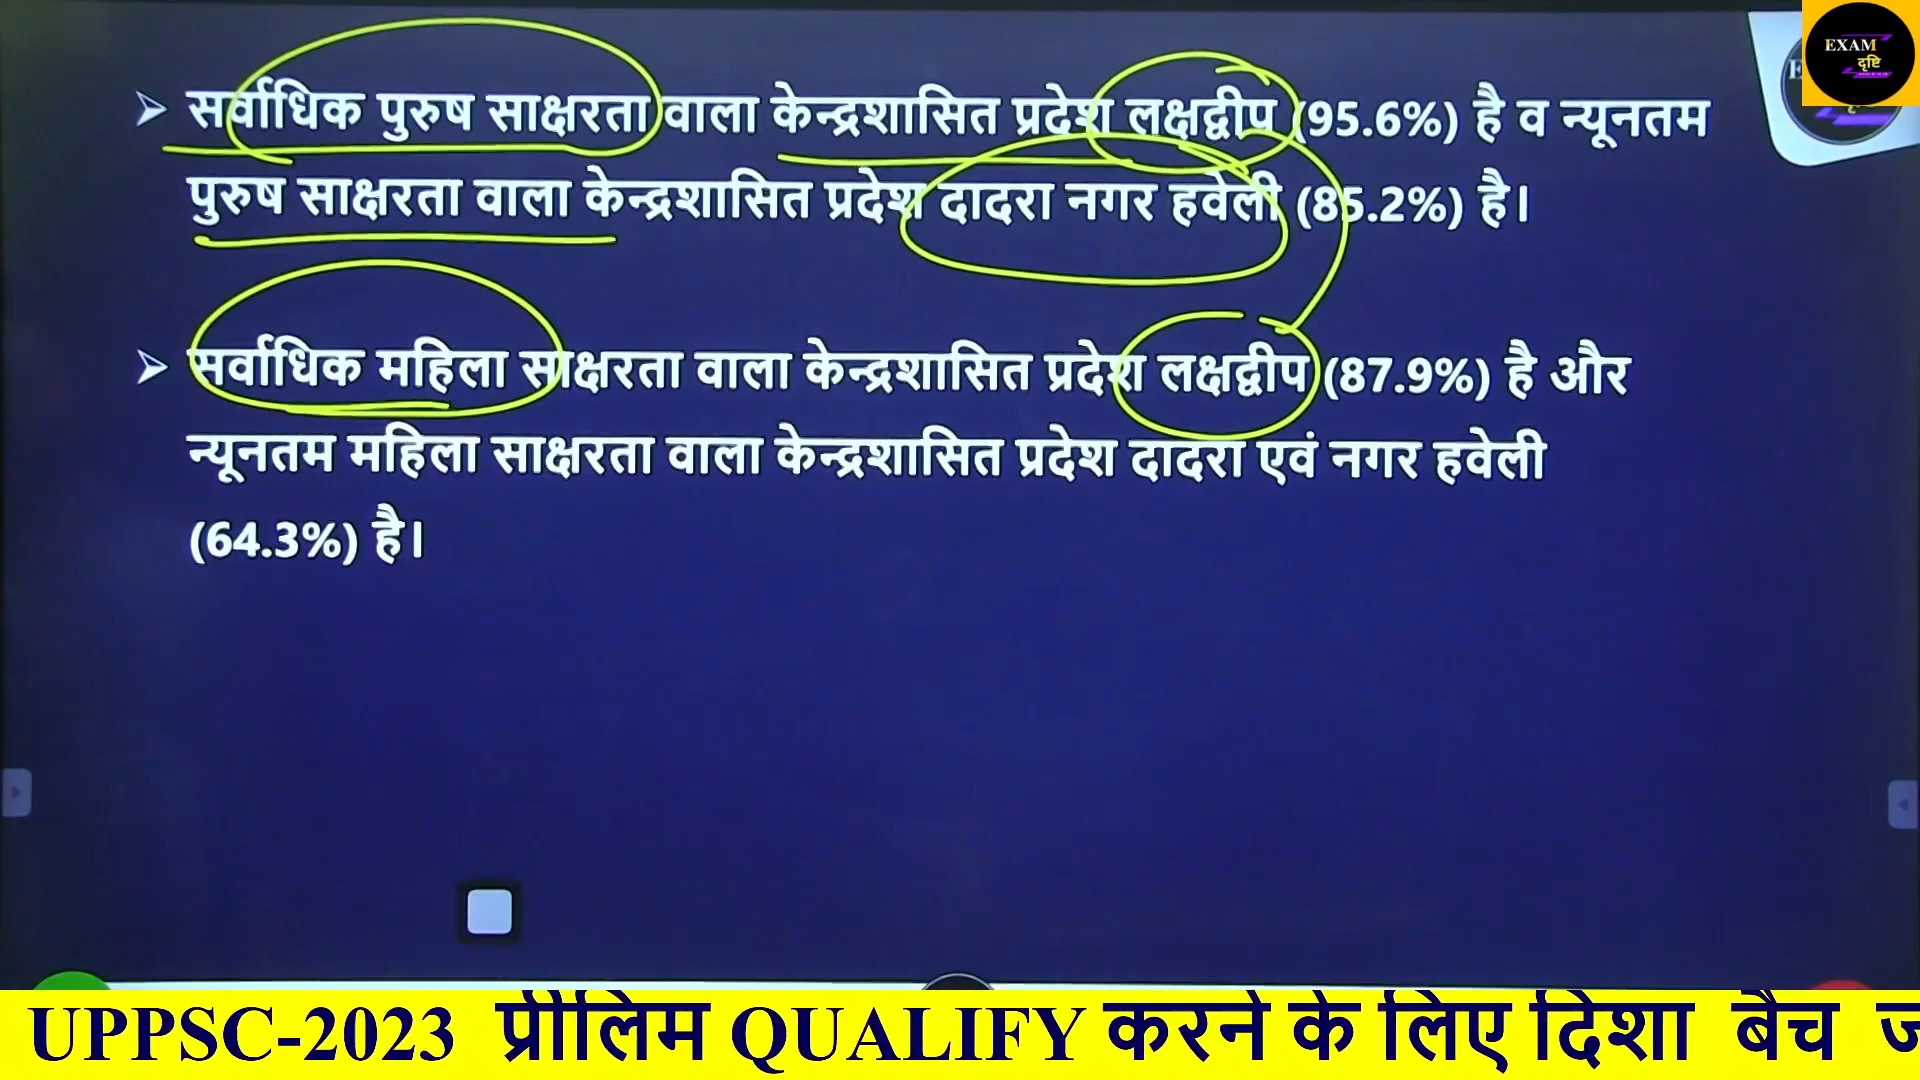 EXAM
दृष्टि
➤ सर्वाधिक पुरुष साक्षरता वाला केन्द्रशासित प्रदेश लक्षद्वीप (95.6%) है व न्यूनतम
पुरुष साक्षरता वाला केन्द्रशासित प्रदेश दादरा नगर हवेली (85.2%) है।
➤ सर्वाधिक महिला साक्षरता वाला केन्द्रशासित प्रदेश लक्षद्वीप (87.9%) है और
न्यूनतम महिला साक्षरता वाला केन्द्रशासित प्रदेश दादरा एवं नगर हवेली
(64.3%) है।
UPPSC-2023 प्रीलिम QUALIFY करने के लिए दिशा बैच